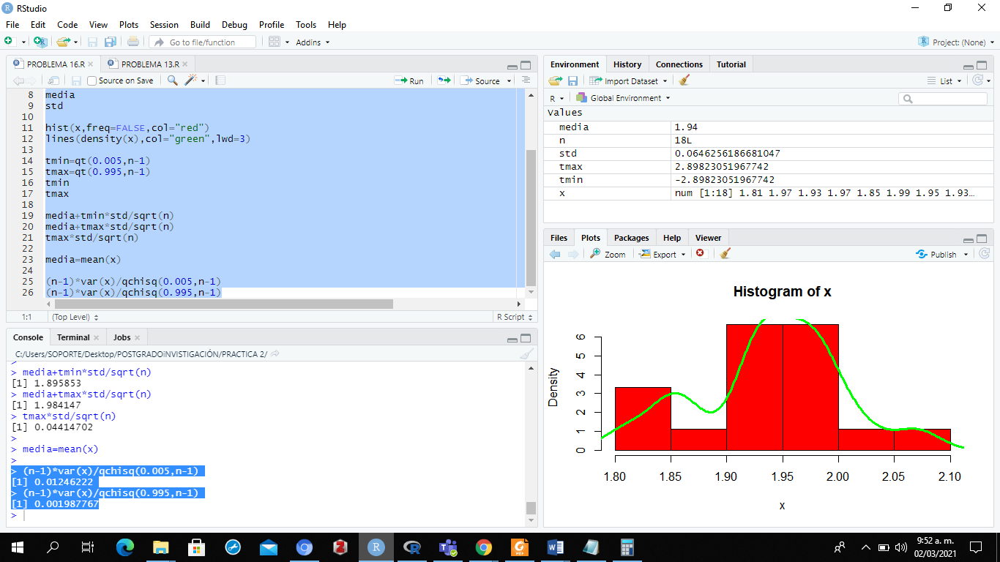 RStudio
File Edit Code View Plots Session Build Debug Profile Tools Help
Go to file/function Addins Project: (None)
PROBLEMA 16.R PROBLEMA 13.R
Source on Save Run Source
8 media
9 std
10
11 hist(x,freq=FALSE,col="red")
12 lines(density(x),col="green",lwd=3)
13
14 tmin=qt(0.005,n-1)
15 tmax=qt(0.995,n-1)
16 tmin
17 tmax
18
19 media+tmin*std/sqrt(n)
20 media+tmax*std/sqrt(n)
21 tmax*std/sqrt(n)
22
23 media=mean(x)
24
25 (n-1)*var(x)/qchisq(0.005,n-1)
26 (n-1)*var(x)/qchisq(0.995,n-1)
1:1 (Top Level) R Script
Console Terminal Jobs
C:/Users/SOPORTE/Desktop/POSTGRADOiNVISTIGACIÓN/PRACTICA 2/
>
> media+tmin*std/sqrt(n)
[1] 1.895853
> media+tmax*std/sqrt(n)
[1] 1.984147
> tmax*std/sqrt(n)
[1] 0.04414702
>
> media=mean(x)
>
> (n-1)*var(x)/qchisq(0.005,n-1)
[1] 0.01246222
> (n-1)*var(x)/qchisq(0.995,n-1)
[1] 0.001987767
>
Environment History Connections Tutorial
Import Dataset List
R Global Environment
Values
media 1.94
n 18L
std 0.0646256186681047
tmax 2.89823051967742
tmin -2.89823051967742
x num [1:18] 1.81 1.97 1.93 1.97 1.85 1.99 1.95 1.93…
Files Plots Packages Help Viewer
Zoom Export Publish
Histogram of x
Density
6
5
4
3
2
1
0
1.80 1.85 1.90 1.95 2.00 2.05 2.10
x
9:52 a. m.
02/03/2021